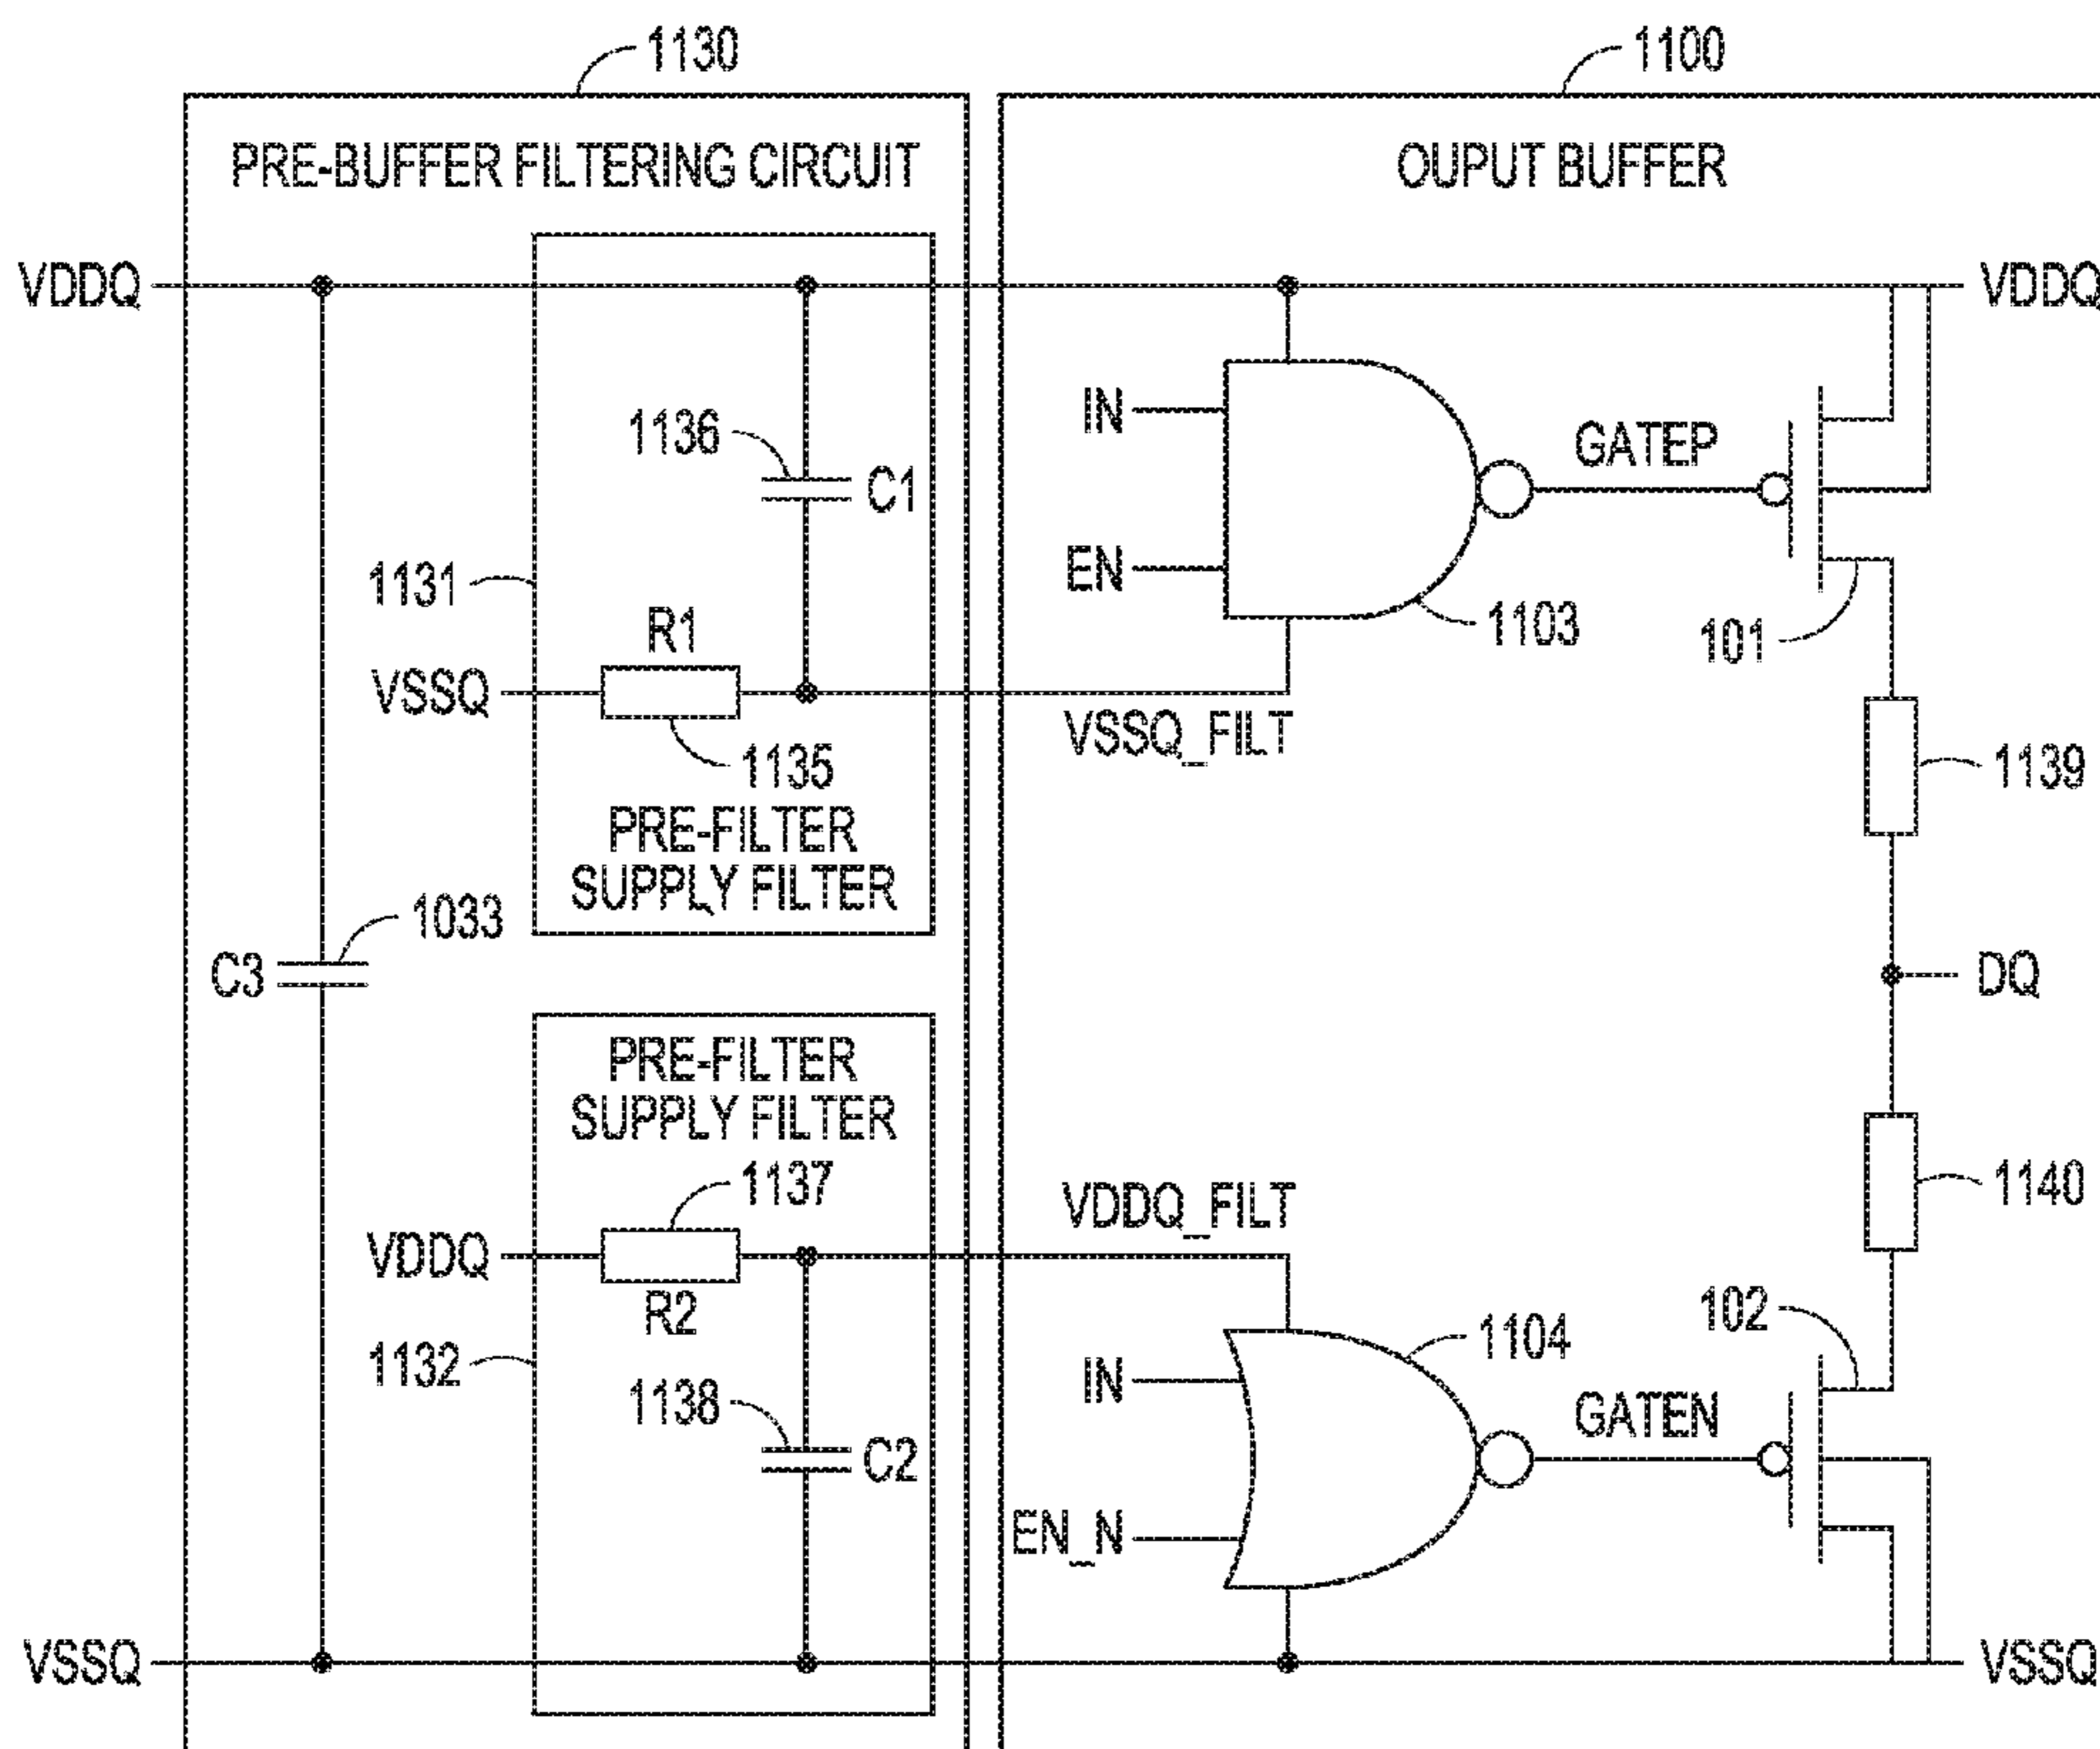 1130
1100
PRE-BUFFER FILTERING CIRCUIT
OUPUT BUFFER
VDDQ
VDDQ
IN
1136
C1
GATEP
EN
1131
1103
101
R1
VSSQ
VSSQ_FILT
1135
1139
PRE-FILTER
SUPPLY FILTER
1033
C3
DQ
PRE-FILTER
SUPPLY FILTER
1137
VDDQ_FILT
1140
VDDQ
R2
102
1104
1132
IN
1138
C2
GATEN
EN_N
VSSQ
VSSQ